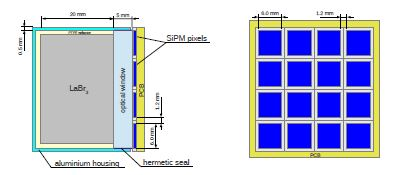 20 mm
5 mm
0.5 mm
SiPM pixels
LaBr3
optical window
PCB
1.2 mm
6.0 mm
aluminium housing
hermetic seal
6.0 mm
1.2 mm
PCB